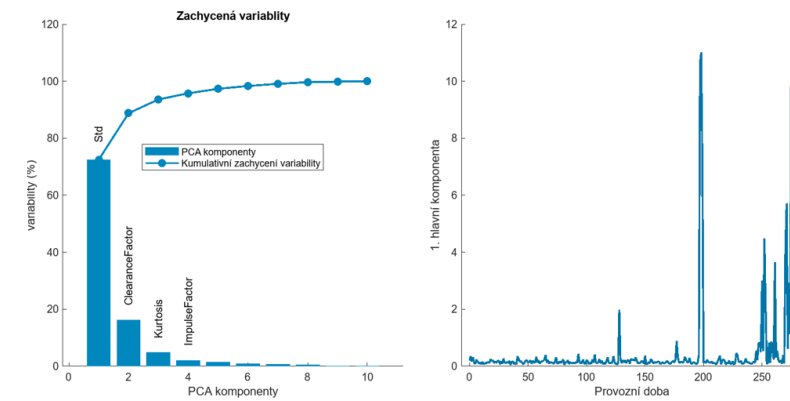 Zachycená variablity
120
100
80
60
40
20
0
variability (%)
Std
ClearanceFactor
Kurtosis
ImpulseFactor
PCA komponenty
Kumulativní zachycení variability
0
2
4
6
8
10
PCA komponenty
12
10
8
6
4
2
0
1. hlavní komponenta
0
50
100
150
200
250
Provozní doba